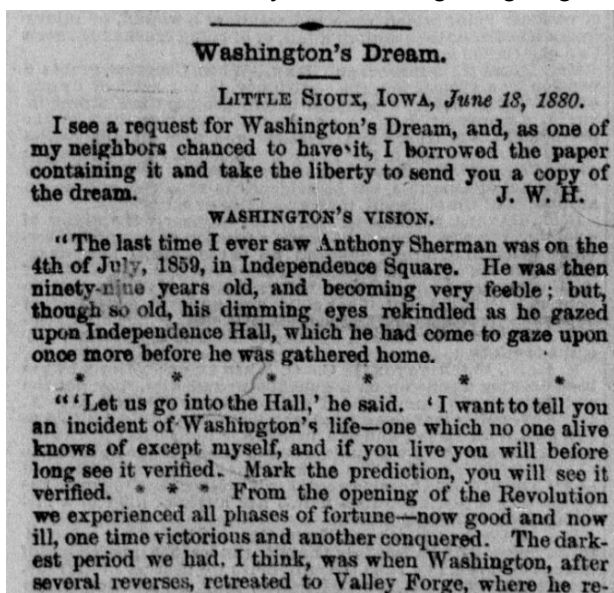 Washington's Dream.
LITTLE SIOUX, IOWA, June 18, 1880.
I see a request for Washington's Dream, and, as one of
my neighbors chanced to have it, I borrowed the paper
containing it and take the liberty to send you a copy of
the dream. J. W. H.
WASHINGTON'S VISION.
"The last time I ever saw Anthony Sherman was on the
4th of July, 1859, in Independence Square. He was then
ninety-nine years old, and becoming very feeble; but,
though so old, his dimming eyes rekindled as he gazed
upon Independence Hall, which he had come to gaze upon
once more before he was gathered home.
* * * * * *
"'Let us go into the Hall,' he said. 'I want to tell you
an incident of Washington's life—one which no one alive
knows of except myself, and if you live you will before
long see it verified. Mark the prediction, you will see it
verified. * * * From the opening of the Revolution
we experienced all phases of fortune—now good and now
ill, one time victorious and another conquered. The dark-
est period we had, I think, was when Washington, after
several reverses, retreated to Valley Forge, where he re-